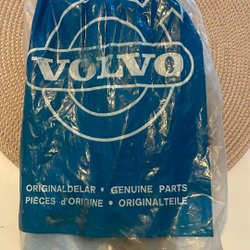 VOLVO
ORIGINALDELAR • GENUINE PARTS
PIÈCES d'ORIGINE • ORIGINALTEILE